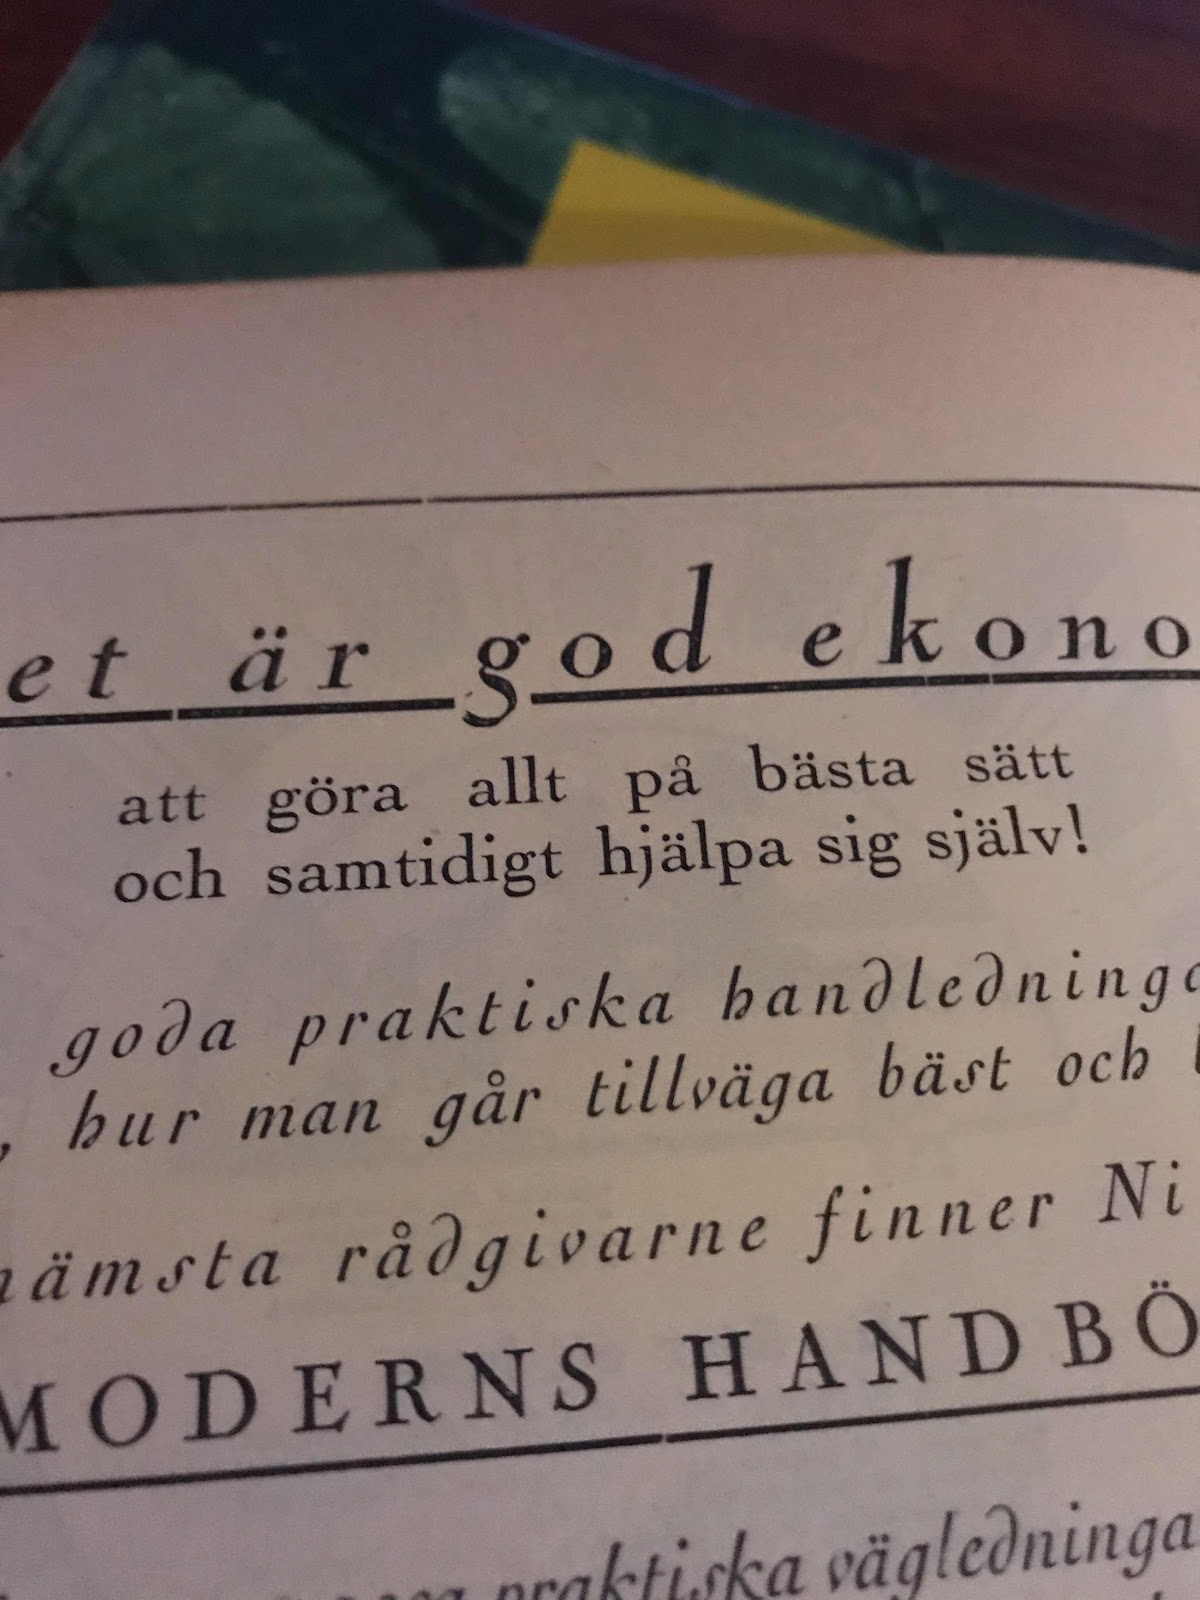 et är god ekono
att göra allt på bästa sätt
och samtidigt hjälpa sig själv!
goda praktiska handledninga
, hur man går tillväga bäst och
nämsta rådgivarne finner Ni
MODERNS HANDBÖ
praktiska vägledninga